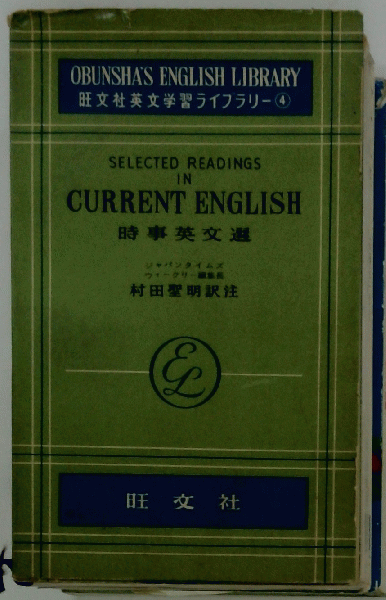 OBUNSHA'S ENGLISH LIBRARY
旺文社英文学習ライブラリー④
SELECTED READINGS
IN
CURRENT ENGLISH
時事英文選
ジャパンタイムズ
ウィークリー編集長
村田聖明訳注
EL
旺文社